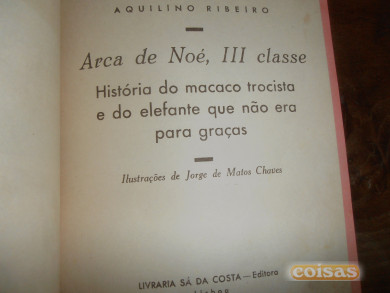 AQUILINO RIBEIRO
Arca de Noé, III classe
História do macaco trocista
e do elefante que não era
para graças
Ilustrações de Jorge de Matos Chaves
LIVRARIA SÁ DA COSTA—Editora
Lisboa
coisas